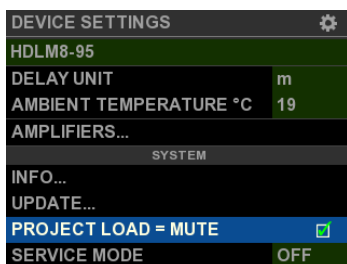 DEVICE SETTINGS
HDLM8-95
DELAY UNIT m
AMBIENT TEMPERATURE °C 19
AMPLIFIERS...
SYSTEM
INFO...
UPDATE...
PROJECT LOAD = MUTE
SERVICE MODE OFF